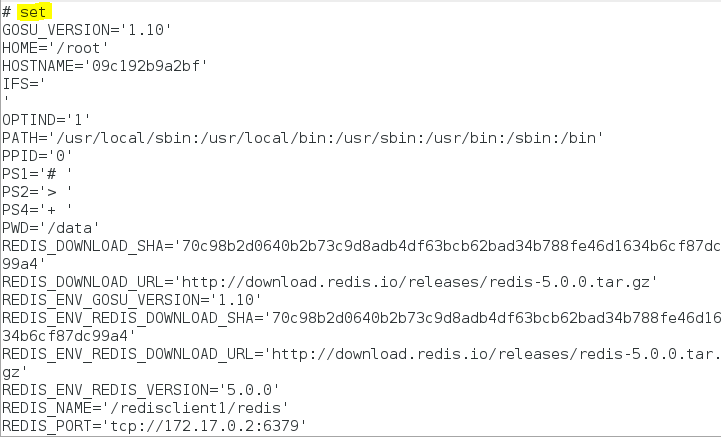 # set
GOSU_VERSION='1.10'
HOME='/root'
HOSTNAME='09c192b9a2bf'
IFS='
'
OPTIND='1'
PATH='/usr/local/sbin:/usr/local/bin:/usr/sbin:/usr/bin:/sbin:/bin'
PPID='0'
PS1='# '
PS2='> '
PS4='+ '
PWD='/data'
REDIS_DOWNLOAD_SHA='70c98b2d0640b2b73c9d8adb4df63bcb62bad34b788fe46d1634b6cf87dc
99a4'
REDIS_DOWNLOAD_URL='http://download.redis.io/releases/redis-5.0.0.tar.gz'
REDIS_ENV_GOSU_VERSION='1.10'
REDIS_ENV_REDIS_DOWNLOAD_SHA='70c98b2d0640b2b73c9d8adb4df63bcb62bad34b788fe46d16
34b6cf87dc99a4'
REDIS_ENV_REDIS_DOWNLOAD_URL='http://download.redis.io/releases/redis-5.0.0.tar.
gz'
REDIS_ENV_REDIS_VERSION='5.0.0'
REDIS_NAME='/redisclient1/redis'
REDIS_PORT='tcp://172.17.0.2:6379'